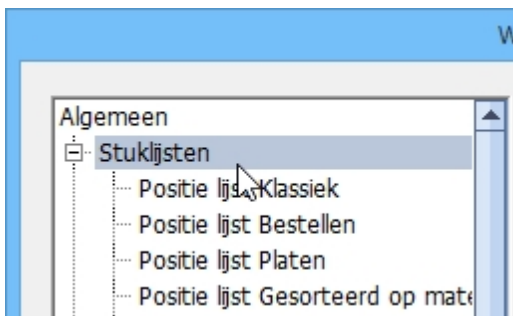 W
Algemeen
Stuklijsten
Positie lijst Klassiek
Positie lijst Bestellen
Positie lijst Platen
Positie lijst Gesorteerd op mate